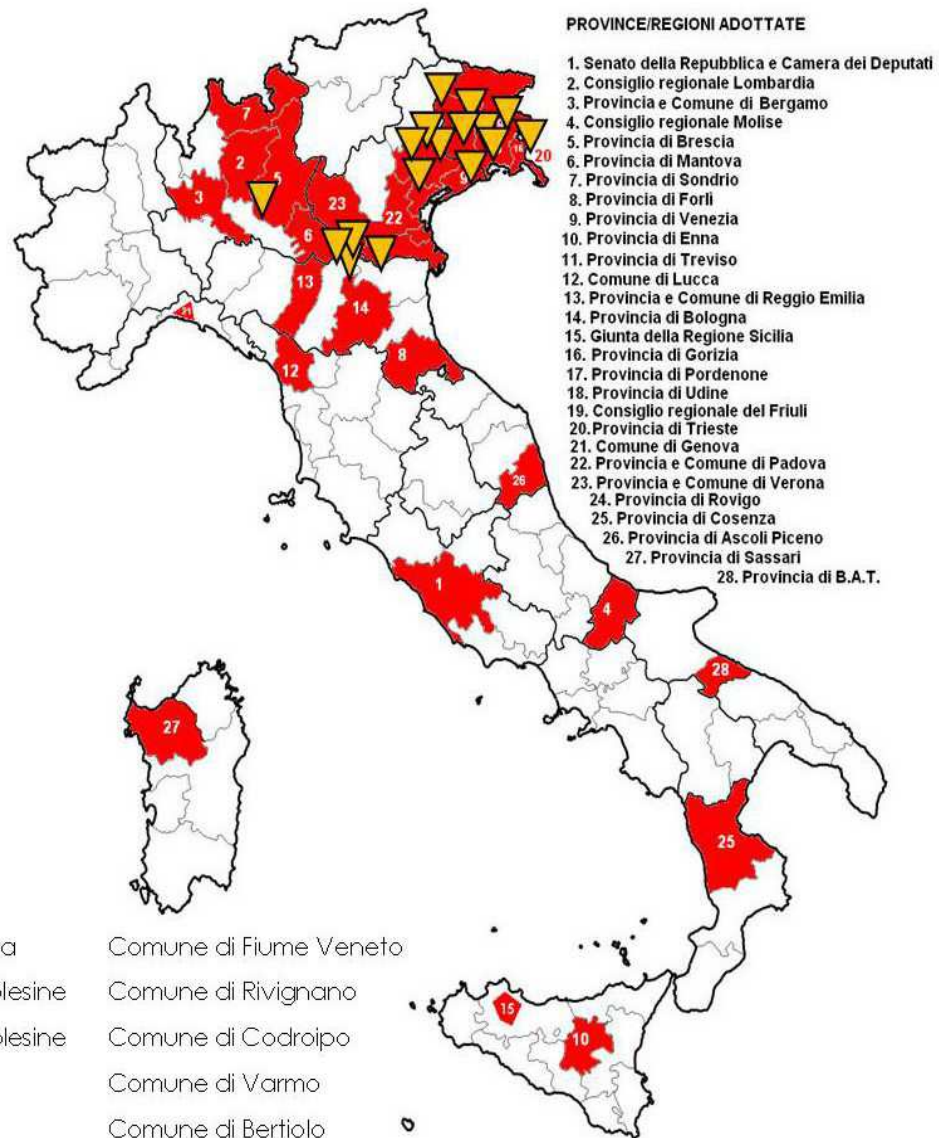 PROVINCE/REGIONI ADOTTATE
1. Senato della Repubblica e Camera dei Deputati
2. Consiglio regionale Lombardia
3. Provincia e Comune di Bergamo
4. Consiglio regionale Molise
5. Provincia di Brescia
6. Provincia di Mantova
7. Provincia di Sondrio
8. Provincia di Forlì
9. Provincia di Venezia
10. Provincia di Enna
11. Provincia di Treviso
12. Comune di Lucca
13. Provincia e Comune di Reggio Emilia
14. Provincia di Bologna
15. Giunta della Regione Sicilia
16. Provincia di Gorizia
17. Provincia di Pordenone
18. Provincia di Udine
19. Consiglio regionale del Friuli
20. Provincia di Trieste
21. Comune di Genova
22. Provincia e Comune di Padova
23. Provincia e Comune di Verona
24. Provincia di Rovigo
25. Provincia di Cosenza
26. Provincia di Ascoli Piceno
27. Provincia di Sassari
28. Provincia di B.A.T.
7
2
5
3
23
22
6
9
20
13
14
21
12
8
26
1
4
28
27
25
15
10
Comune di Fiume Veneto
lesine Comune di Rivignano
lesine Comune di Codroipo
Comune di Varmo
Comune di Bertiolo